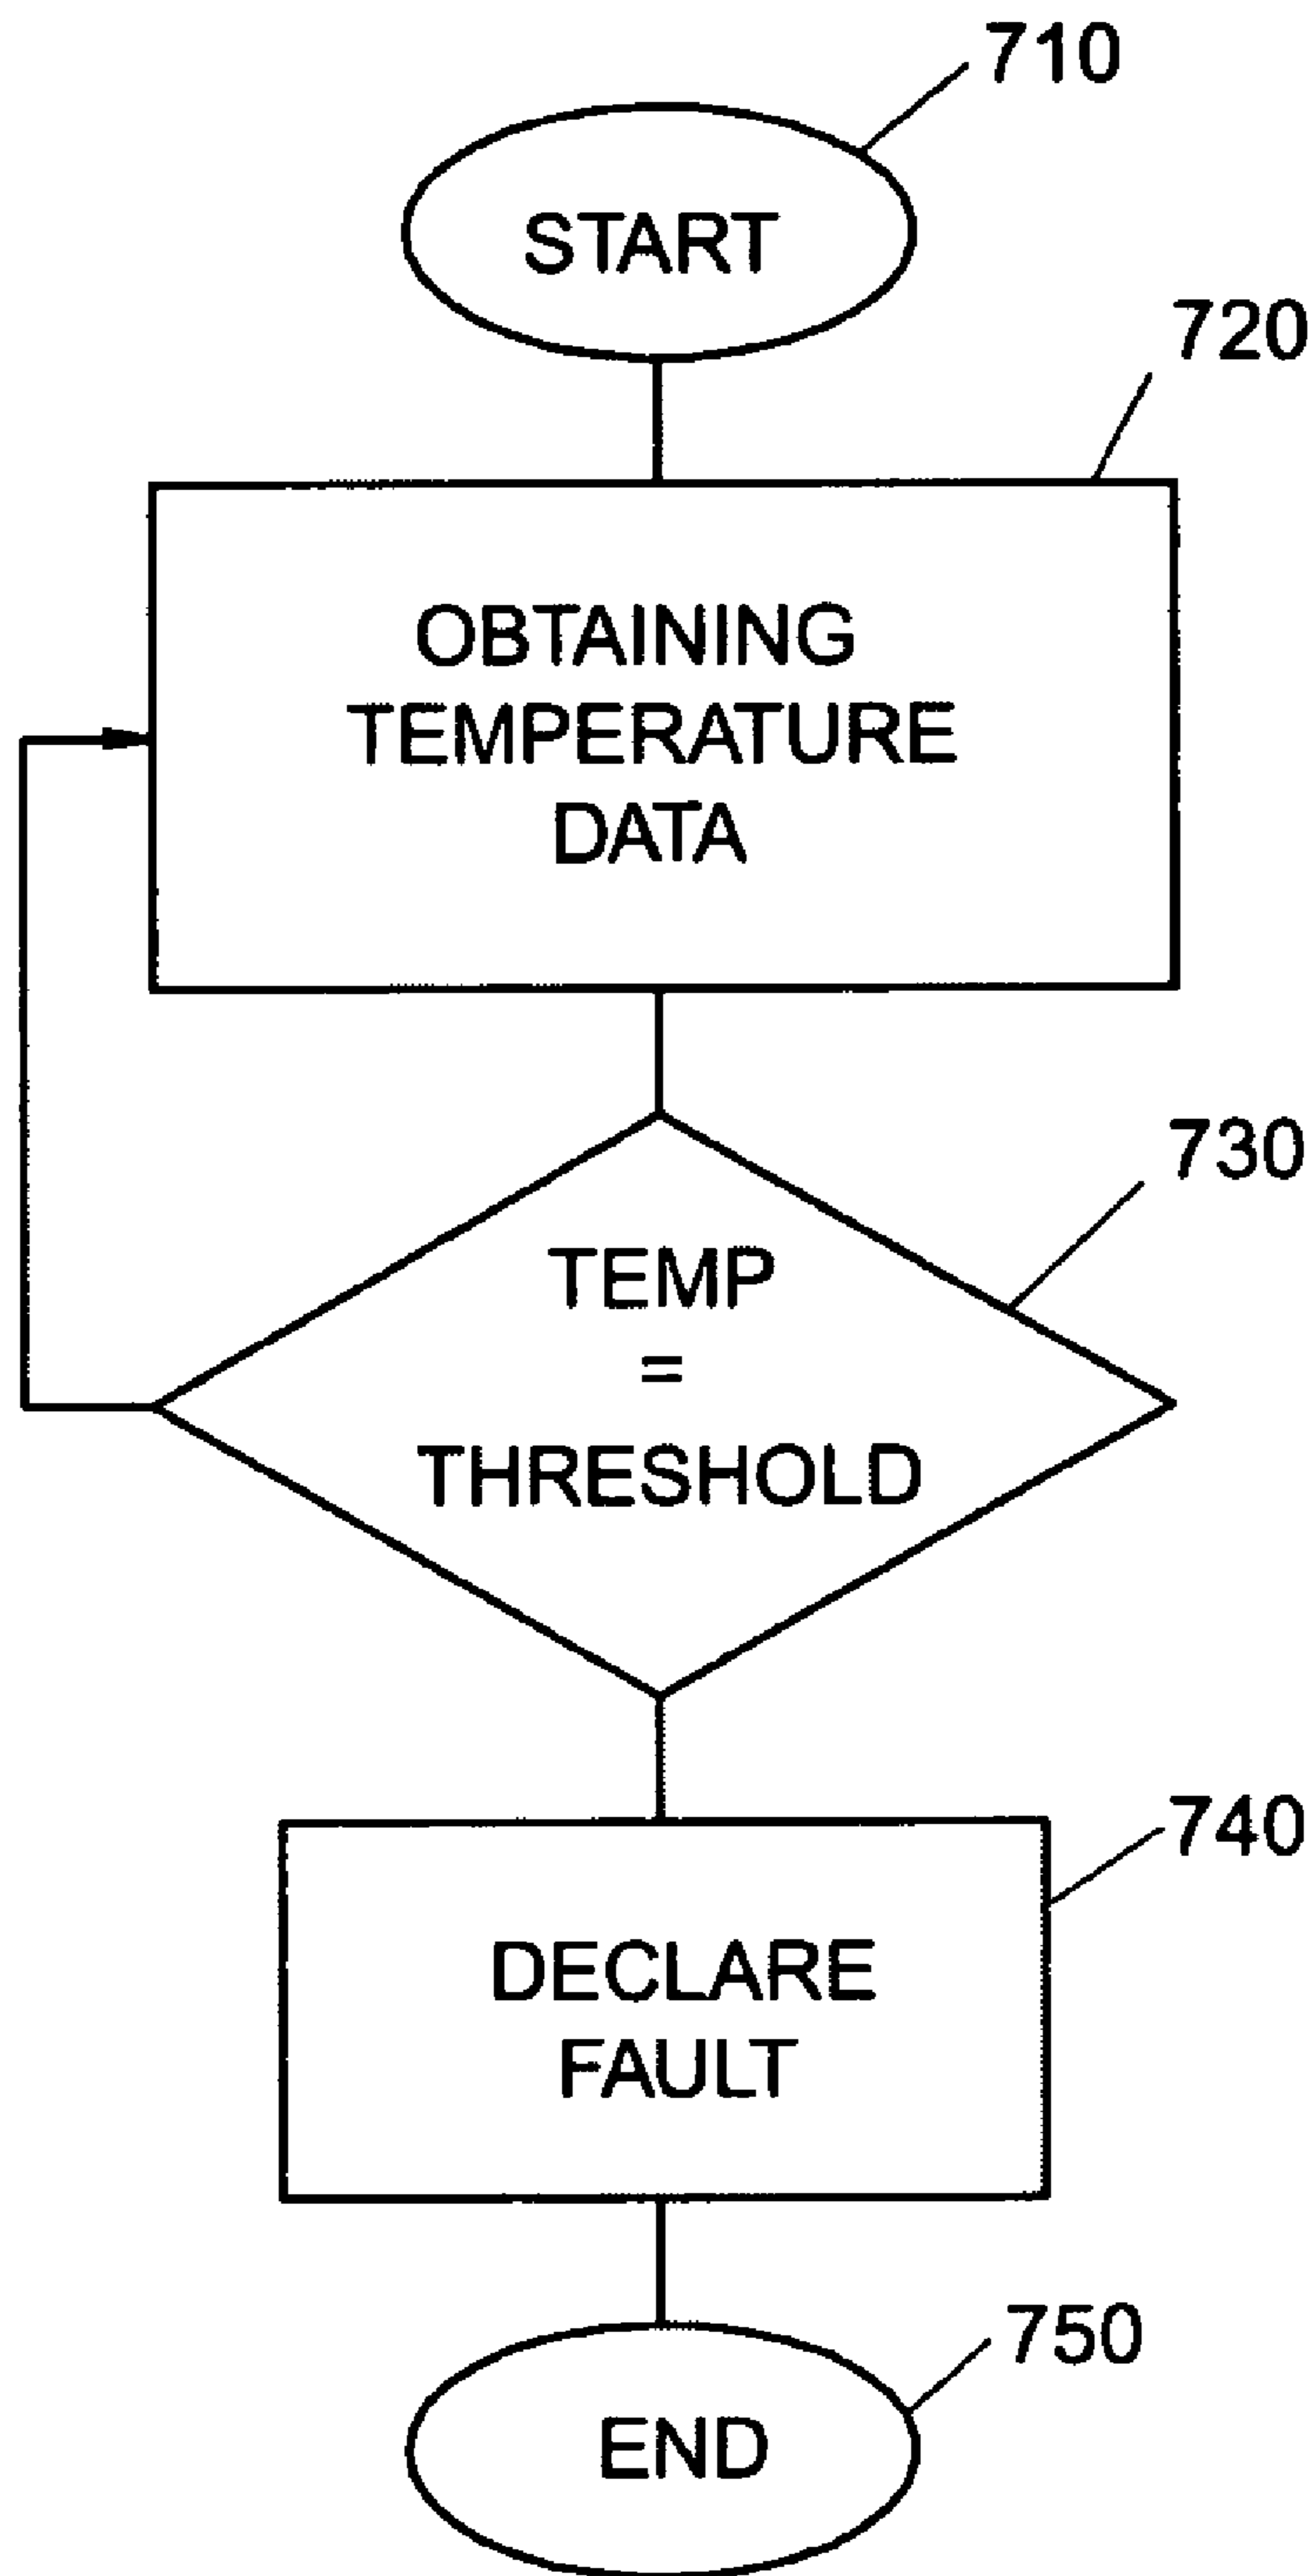 710
START
720
OBTAINING
TEMPERATURE
DATA
730
TEMP
=
THRESHOLD
740
DECLARE
FAULT
750
END